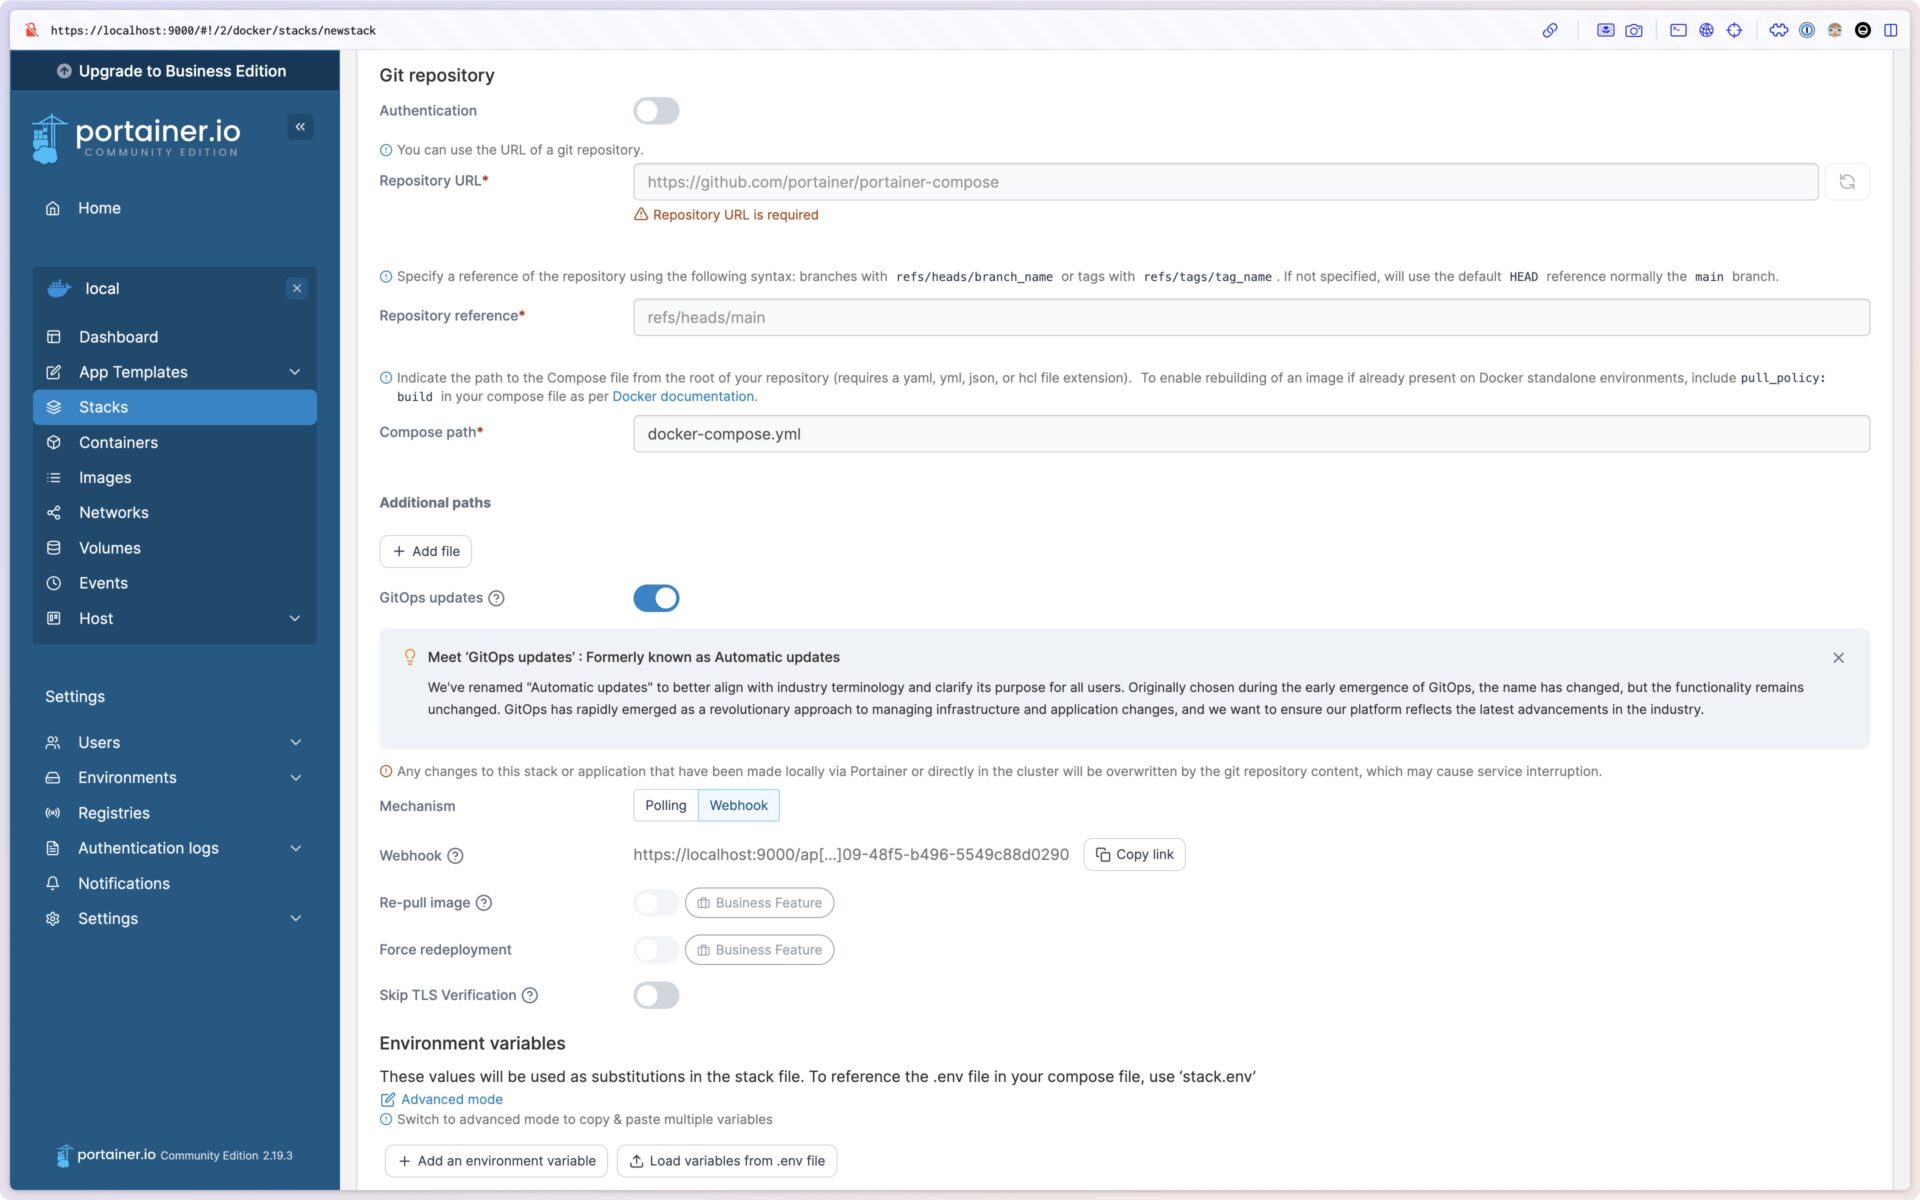 https://localhost:9000/#!/2/docker/stacks/newstack
Upgrade to Business Edition
portainer.io
COMMUNITY EDITION
Home
local
Dashboard
App Templates
Stacks
Containers
Images
Networks
Volumes
Events
Host
Settings
Users
Environments
Registries
Authentication logs
Notifications
Settings
portainer.io Community Edition 2.19.3
Git repository
Authentication
You can use the URL of a git repository.
Repository URL*
https://github.com/portainer/portainer-compose
Repository URL is required
Specify a reference of the repository using the following syntax: branches with refs/heads/branch_name or tags with refs/tags/tag_name . If not specified, will use the default HEAD reference normally the main branch.
Repository reference*
refs/heads/main
Indicate the path to the Compose file from the root of your repository (requires a yaml, yml, json, or hcl file extension). To enable rebuilding of an image if already present on Docker standalone environments, include pull_policy:
build in your compose file as per Docker documentation.
Compose path*
docker-compose.yml
Additional paths
+ Add file
GitOps updates
Meet ‘GitOps updates’ : Formerly known as Automatic updates
We've renamed "Automatic updates" to better align with industry terminology and clarify its purpose for all users. Originally chosen during the early emergence of GitOps, the name has changed, but the functionality remains
unchanged. GitOps has rapidly emerged as a revolutionary approach to managing infrastructure and application changes, and we want to ensure our platform reflects the latest advancements in the industry.
Any changes to this stack or application that have been made locally via Portainer or directly in the cluster will be overwritten by the git repository content, which may cause service interruption.
Mechanism
Polling
Webhook
Webhook
https://localhost:9000/ap[...]09-48f5-b496-5549c88d0290
Copy link
Re-pull image
Business Feature
Force redeployment
Business Feature
Skip TLS Verification
Environment variables
These values will be used as substitutions in the stack file. To reference the .env file in your compose file, use ‘stack.env’
Advanced mode
Switch to advanced mode to copy & paste multiple variables
+ Add an environment variable
Load variables from .env file